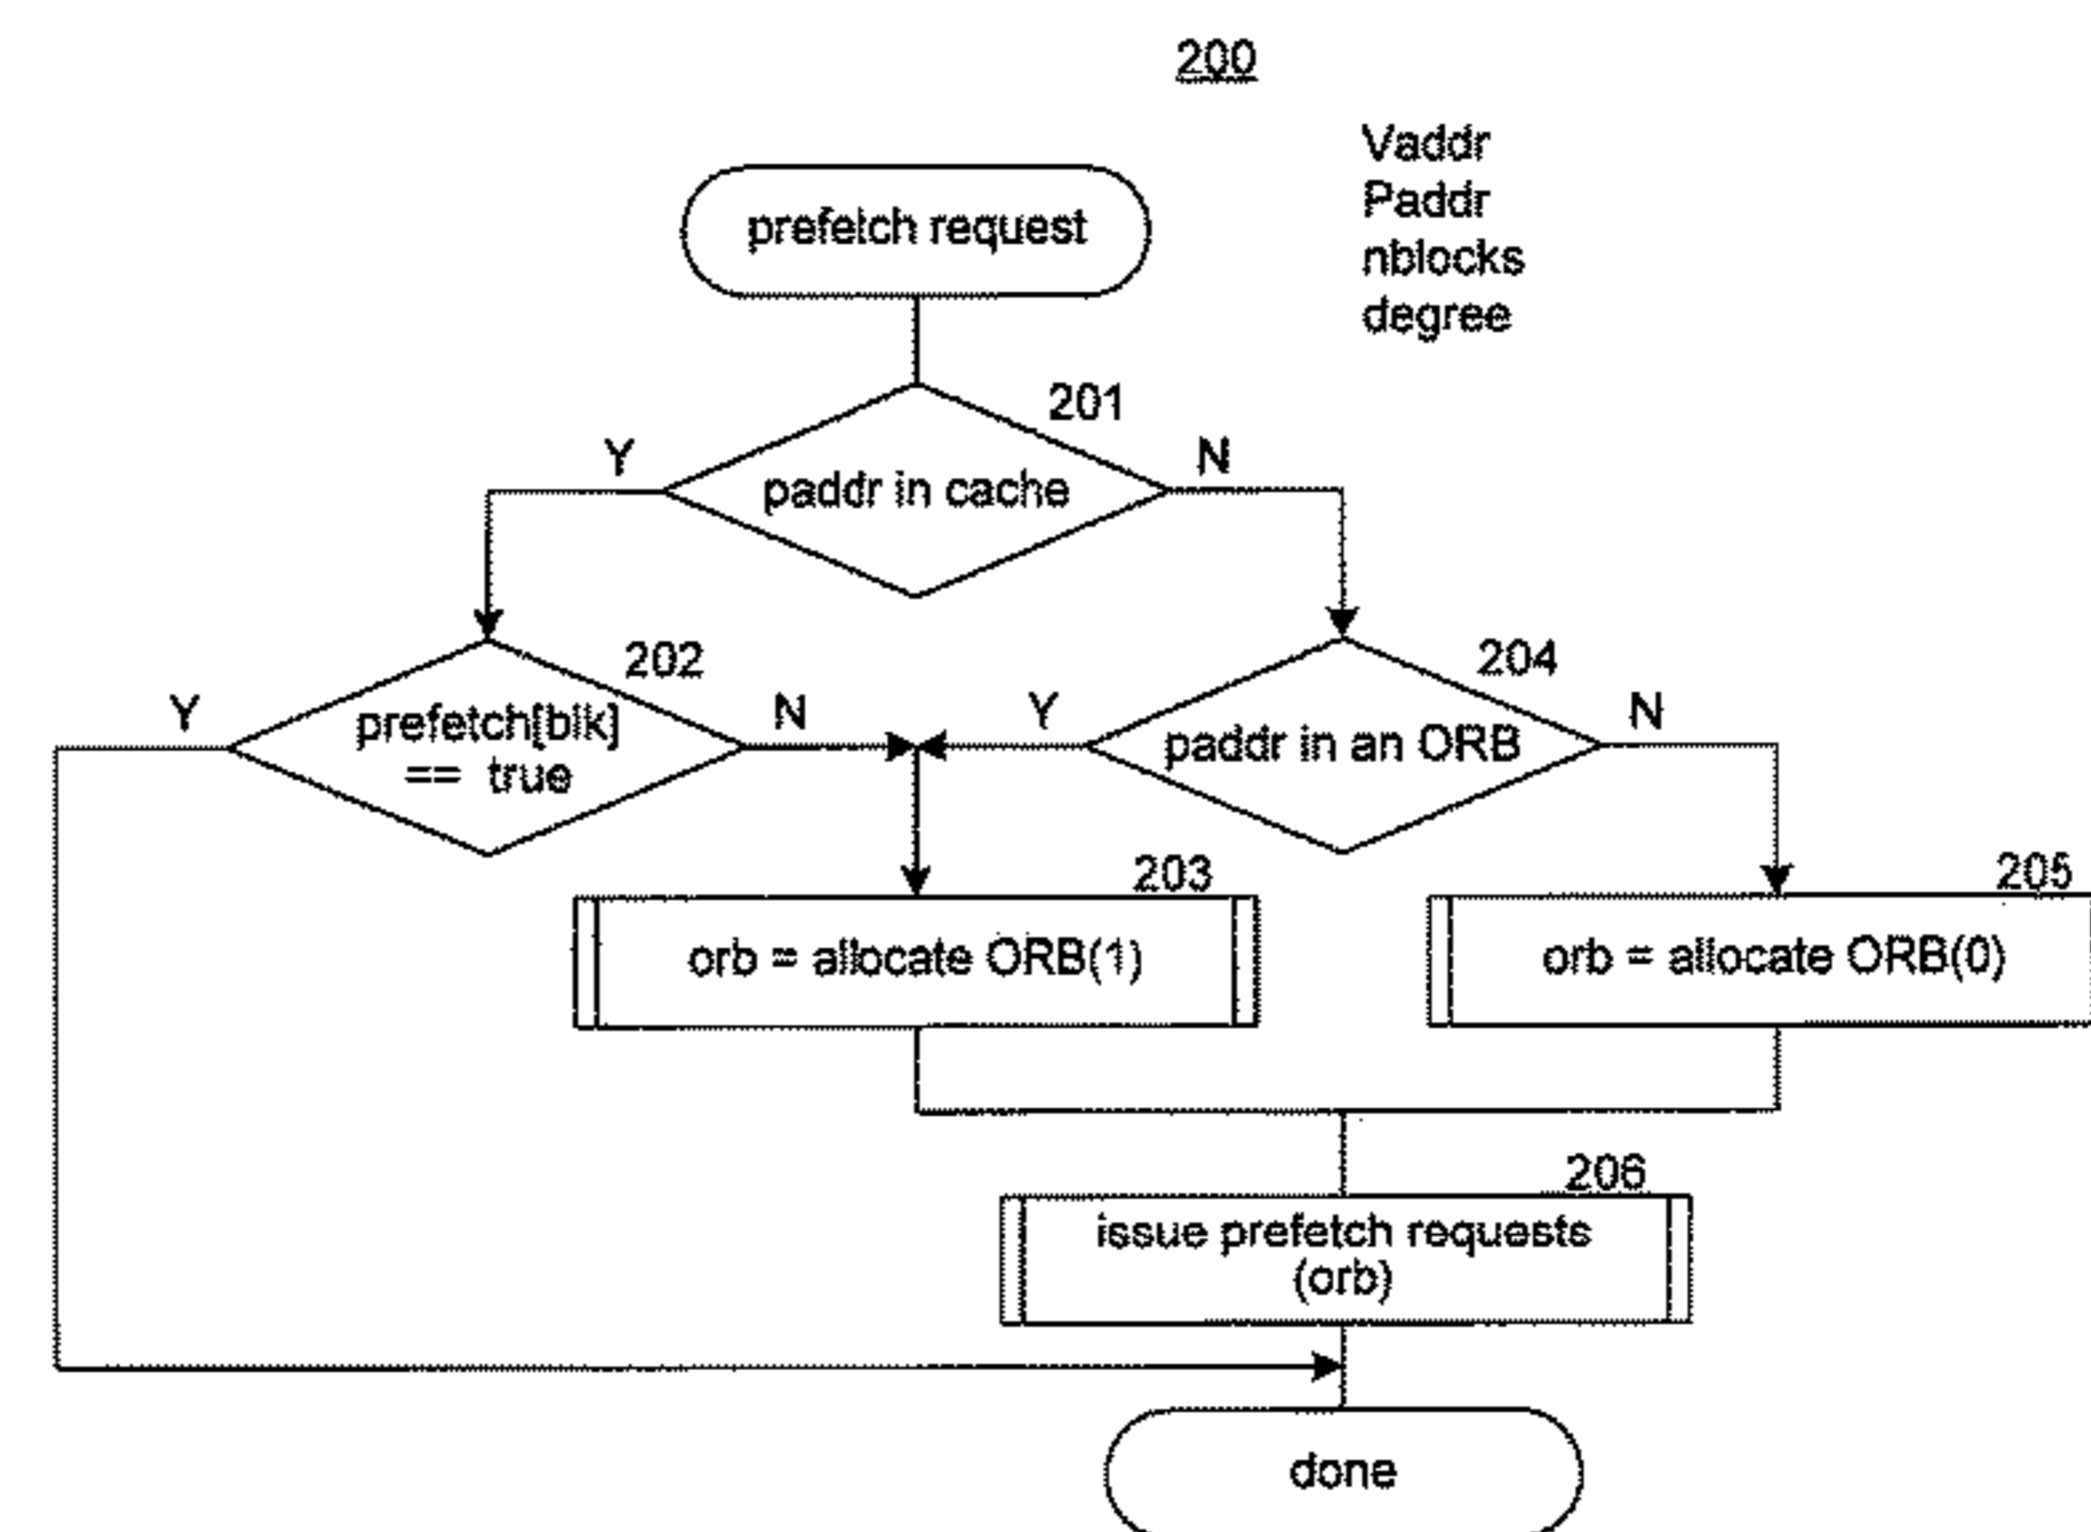 200
Vaddr
Paddr
nblocks
degree
prefetch request
201
Y
N
paddr in cache
202
204
Y
prefetch[blk]
== true
N
Y
paddr in an ORB
N
203
205
orb = allocate ORB(1)
orb = allocate ORB(0)
206
issue prefetch requests
(orb)
done